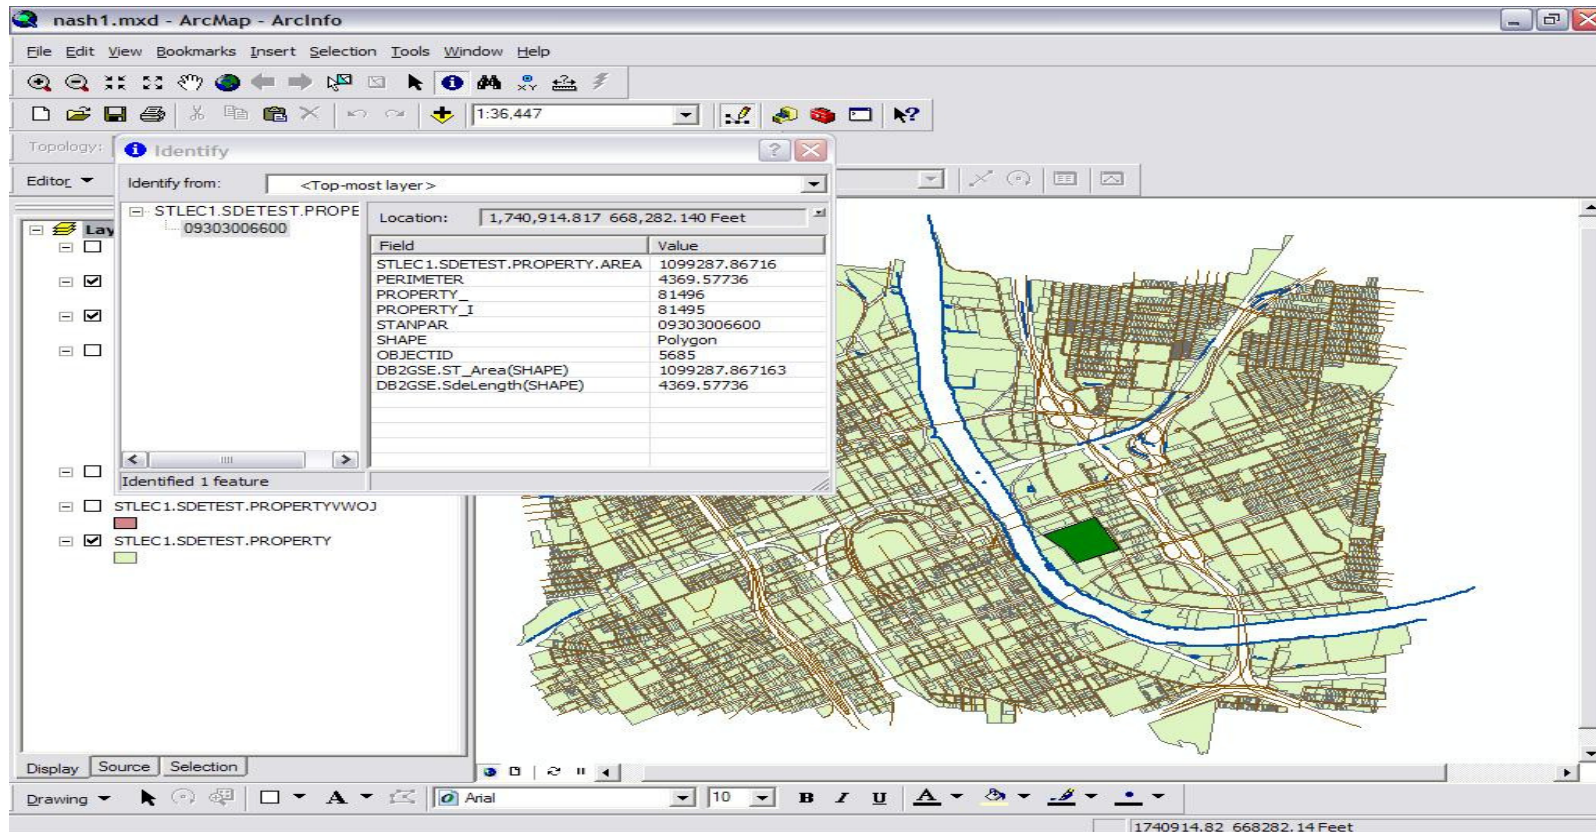 nash1.mxd - ArcMap - ArcInfo
File Edit View Bookmarks Insert Selection Tools Window Help
XY
1:36,447
Topology:
Identify
Editor
Identify from: <Top-most layer>
STLEC1.SDETEST.PROPE
09303006600
Location: 1,740,914.817 668,282.140 Feet
Field Value
STLEC1.SDETEST.PROPERTY.AREA 1099287.86716
PERIMETER 4369.57736
PROPERTY_ 81496
PROPERTY_I 81495
STANPAR 09303006600
SHAPE Polygon
OBJECTID 5685
DB2GSE.ST_Area(SHAPE) 1099287.867163
DB2GSE.SdeLength(SHAPE) 4369.57736
Identified 1 feature
Lay
STLEC1.SDETEST.PROPERTYVWOJ
STLEC1.SDETEST.PROPERTY
Display Source Selection
Drawing A Arial 10 B I U A
1740914.82 668282.14 Feet